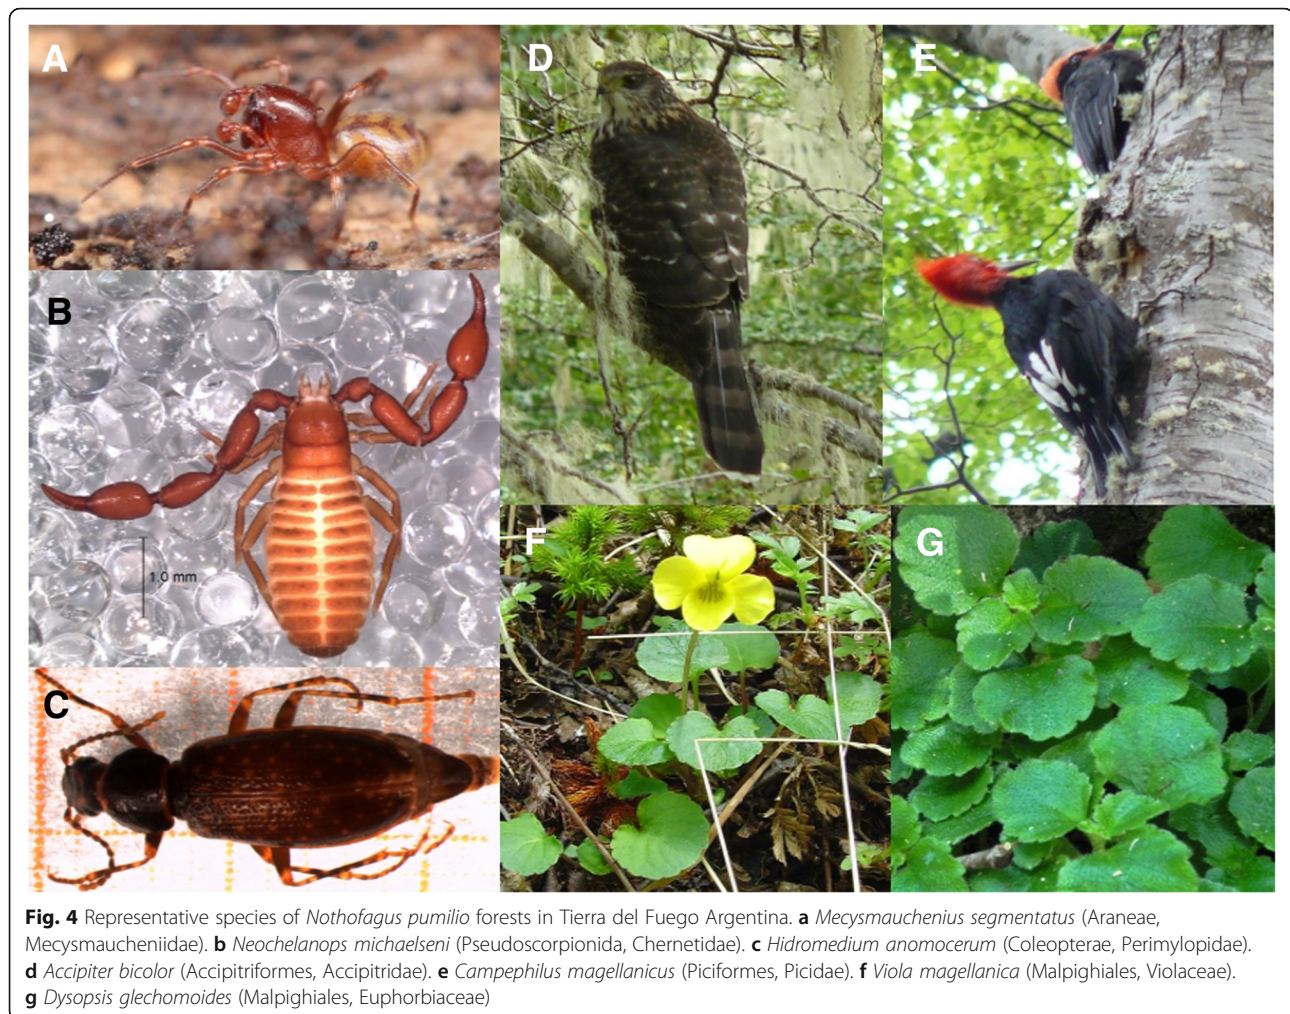 A
D
E
B
1.0 mm
C
F
G
Fig. 4 Representative species of Nothofagus pumilio forests in Tierra del Fuego Argentina. a Mecysmauchenius segmentatus (Araneae,
Mecysmaucheniidae). b Neochelanops michaelseni (Pseudoscorpionida, Chernetidae). c Hidromedium anomocerum (Coleopterae, Perimylopidae).
d Accipiter bicolor (Accipitriformes, Accipitridae). e Campephilus magellanicus (Piciformes, Picidae). f Viola magellanica (Malpighiales, Violaceae).
g Dysopsis glechomoides (Malpighiales, Euphorbiaceae)